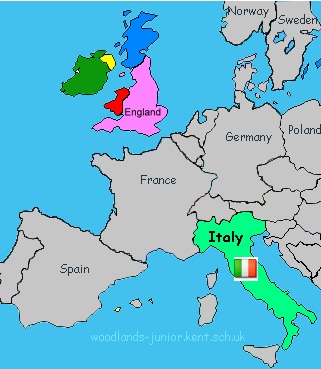 Norway
Sweden
England
Germany
Poland
France
Italy
Spain
woodlands-junior.kent.sch.uk